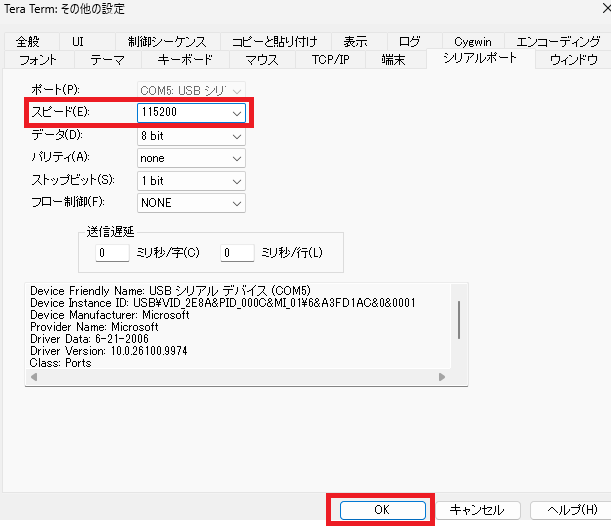 Tera Term: その他の設定
全般 UI 制御シーケンス コピーと貼り付け 表示 ログ Cygwin エンコーディング
フォント テーマ キーボード マウス TCP/IP 端末 シリアルポート ウィンドウ
ポート(P): COM5: USB シリ
スピード(E): 115200
データ(D): 8 bit
パリティ(A): none
ストップビット(S): 1 bit
フロー制御(F): NONE
送信遅延
0 ミリ秒/字(C) 0 ミリ秒/行(L)
Device Friendly Name: USB シリアル デバイス (COM5)
Device Instance ID: USB¥VID_2E8A&PID_000C&MI_01¥6&A3FD1AC&0&0001
Device Manufacturer: Microsoft
Provider Name: Microsoft
Driver Data: 6-21-2006
Driver Version: 10.0.26100.9974
Class: Ports
OK キャンセル ヘルプ(H)